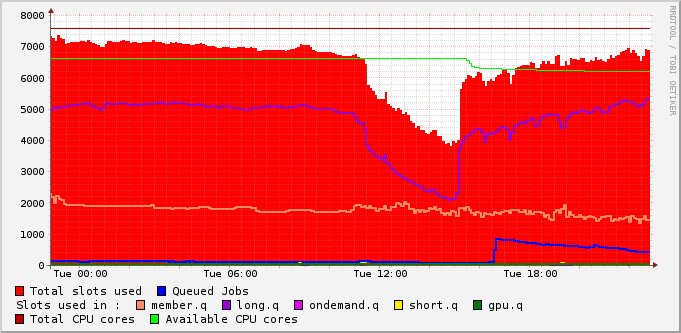 8000
7000
6000
5000
4000
3000
2000
1000
0
Tue 00:00 Tue 06:00 Tue 12:00 Tue 18:00
Total slots used Queued Jobs
Slots used in : member.q long.q ondemand.q short.q gpu.q
Total CPU cores Available CPU cores
RRDTOOL / TOBI OETIKER